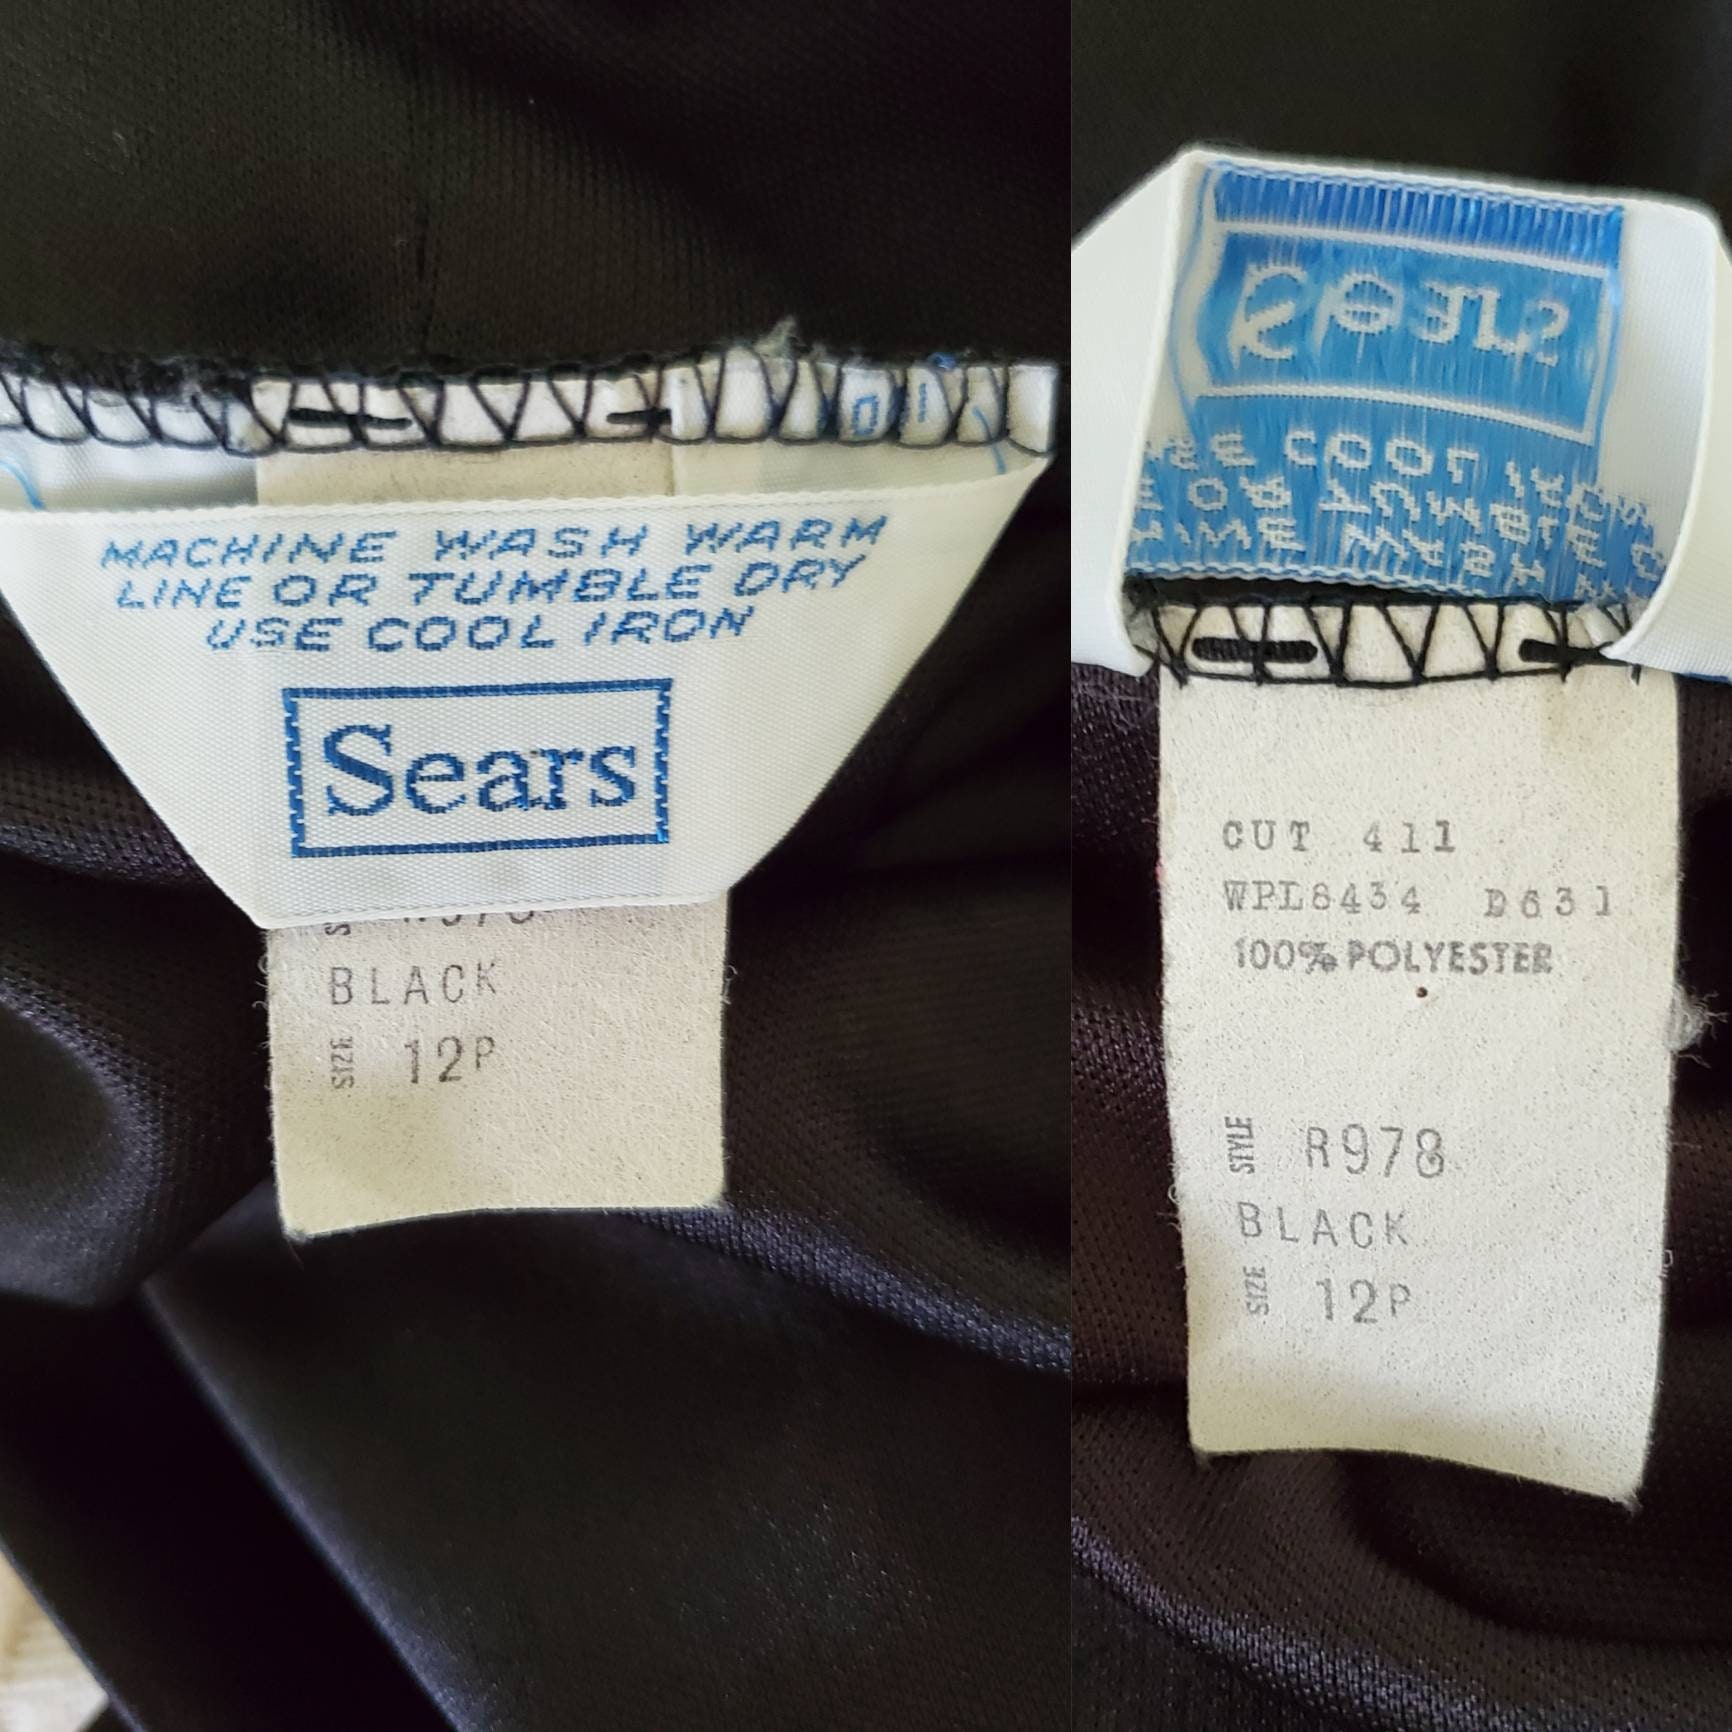 MACHINE WASH WARM
LINE OR TUMBLE DRY
USE COOL IRON
Sears
BLACK
SIZE 12P
Sears
CUT 411
WPL8434 D631
100% POLYESTER
STYLE R978
BLACK
SIZE 12P